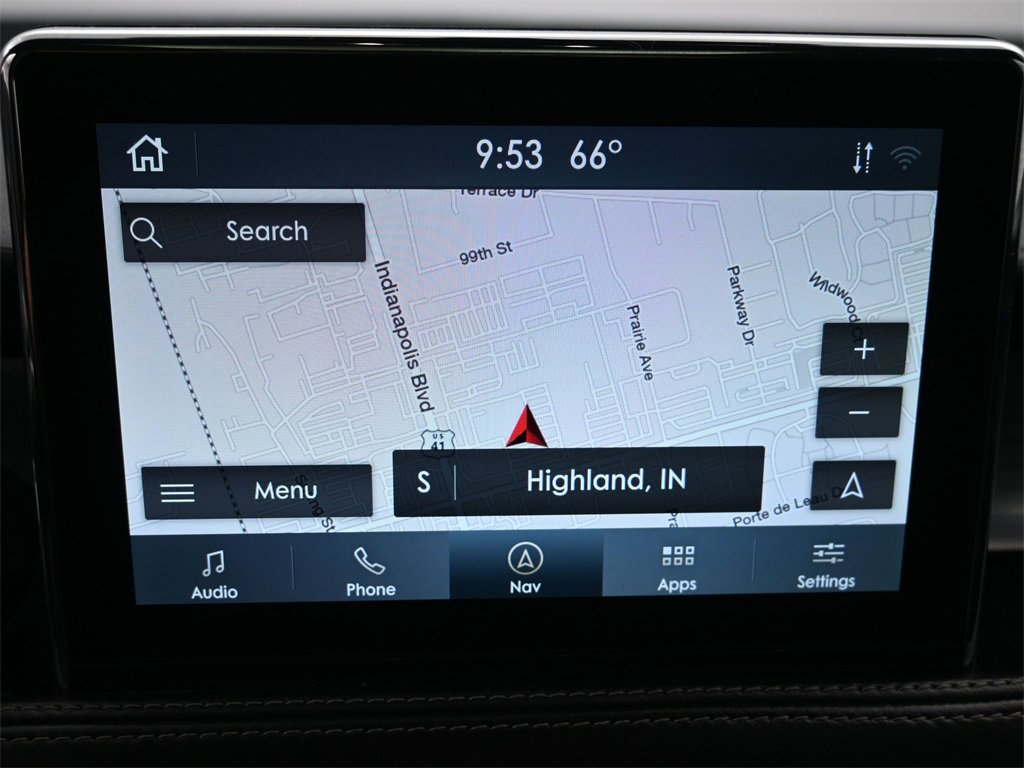 9:53 66°
Terrace Dr
Search
99th St
Indianapolis Blvd
Parkway Dr
Prairie Ave
US
41
S Highland, IN
Menu
Porte de Leau
Audio
Phone
Nav
Apps
Settings